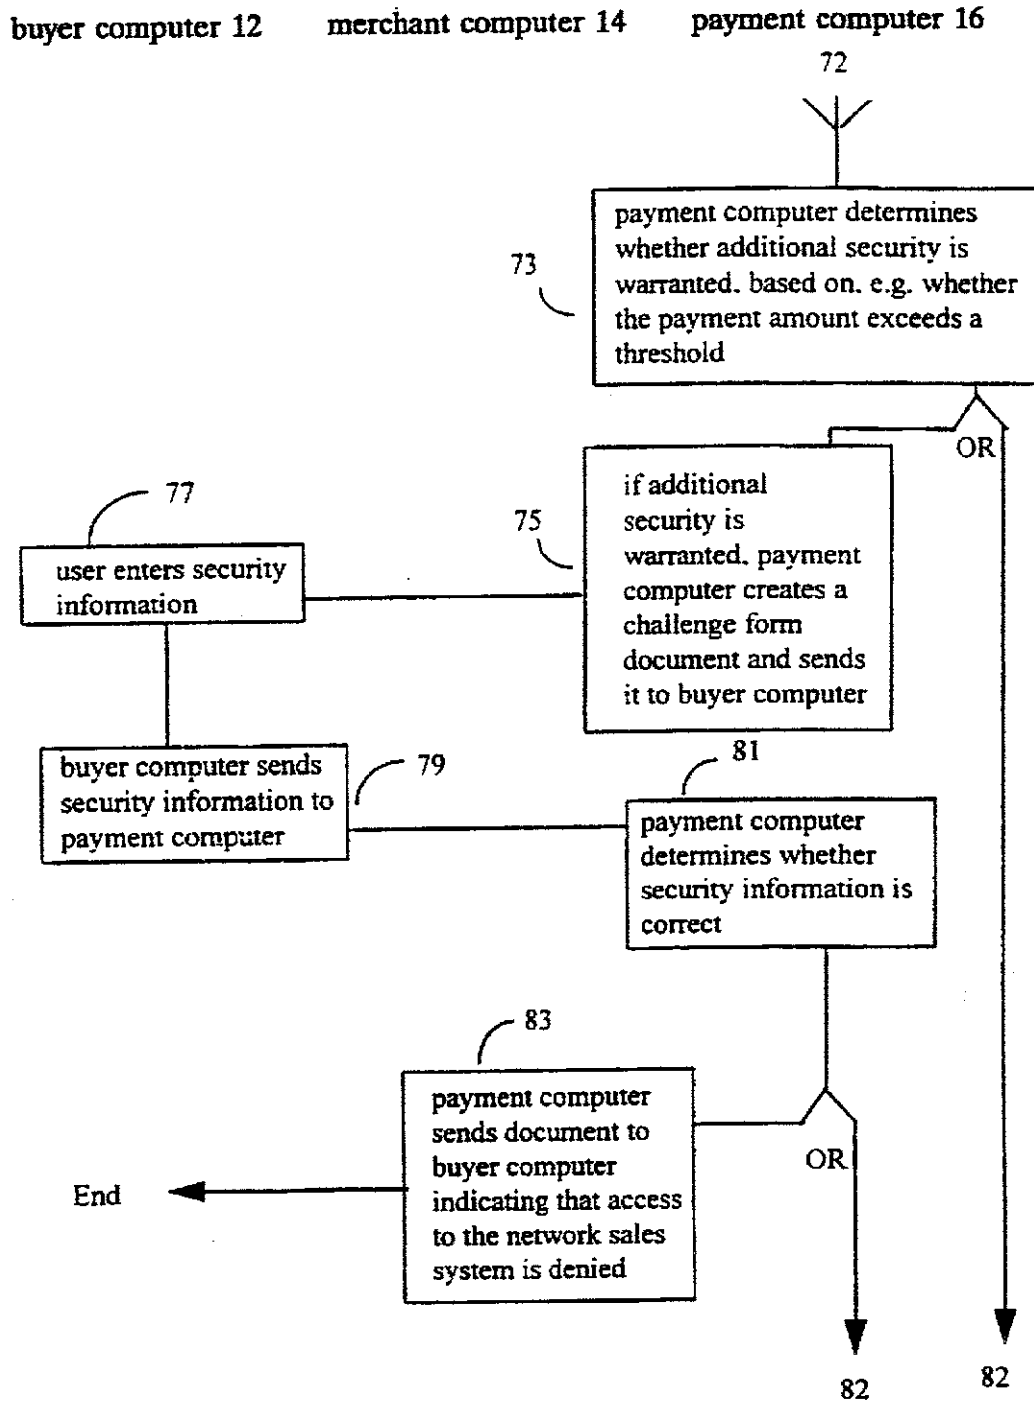 buyer computer 12 merchant computer 14 payment computer 16
72
payment computer determines
whether additional security is
warranted. based on. e.g. whether
the payment amount exceeds a
threshold
73
OR
if additional
security is
warranted. payment
computer creates a
challenge form
document and sends
it to buyer computer
75
77
user enters security
information
buyer computer sends
security information to
payment computer
79
81
payment computer
determines whether
security information is
correct
83
payment computer
sends document to
buyer computer
indicating that access
to the network sales
system is denied
OR
End
82
82